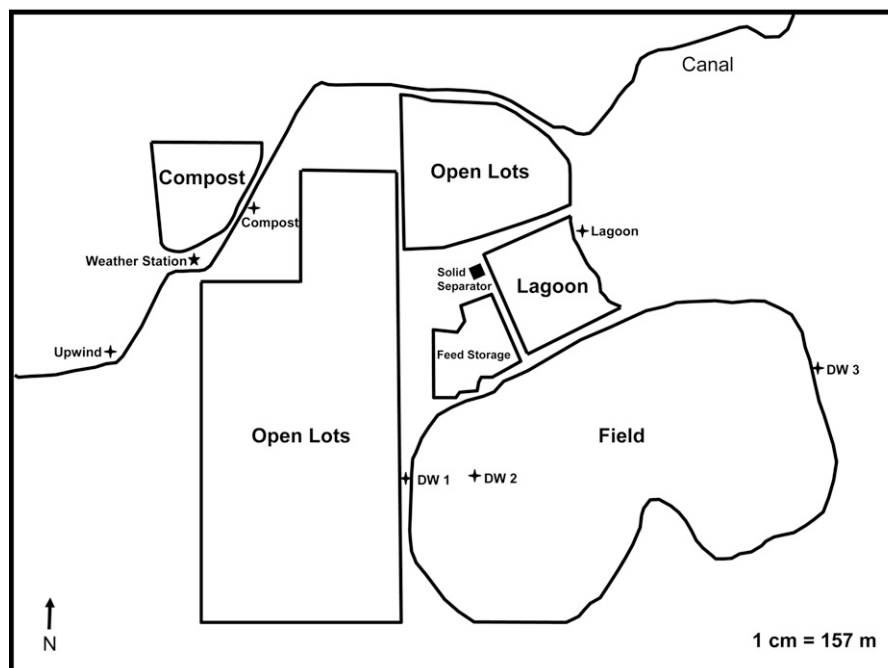 Canal
Compost
Open Lots
Compost
Lagoon
Weather Station
Solid
Separator
Lagoon
Upwind
Feed Storage
DW 3
Open Lots
Field
DW 1
DW 2
N
1 cm = 157 m